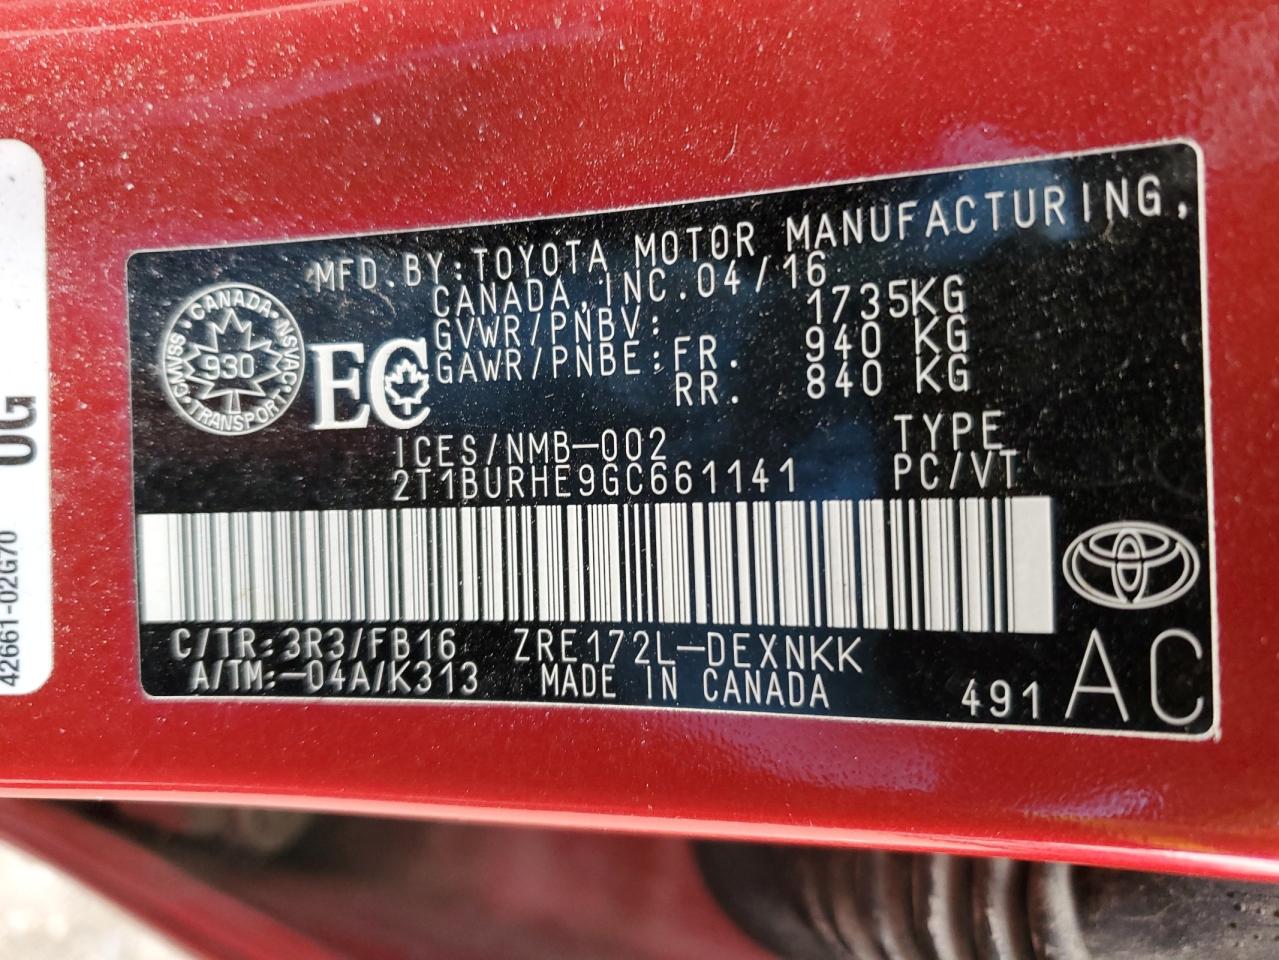 MFD. BY: TOYOTA MOTOR MANUFACTURING,
CANADA, INC. 04/16
GVWR/PNBV: 1735KG
GAWR/PNBE: FR. 940 KG
RR. 840 KG
CANADA
CMVSS
930
NSVAC
TRANSPORT
EC
ICES/NMB-002
TYPE
2T1BURHE9GC661141
PC/VT
C/TR: 3R3/FB16
ZRE172L-DEXNKK
A/TM: -04A/K313
MADE IN CANADA
491
AC
42661-02G70
0G